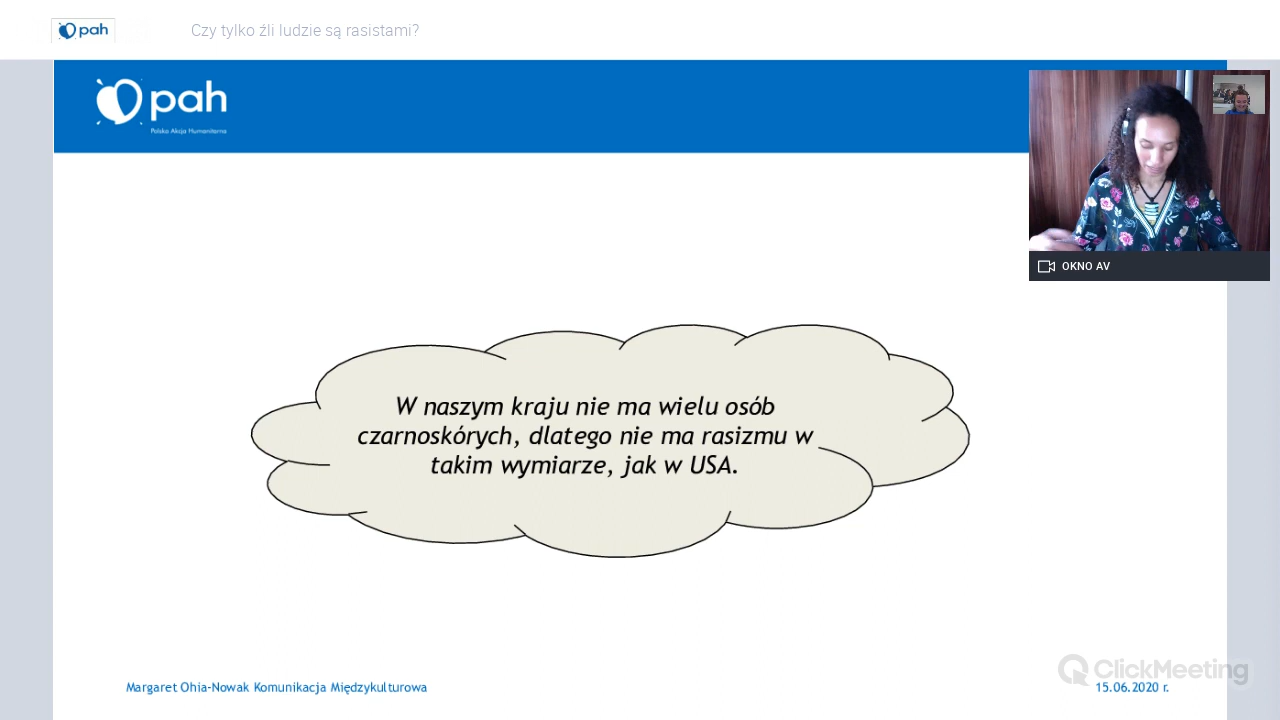 pah
Czy tylko źli ludzie są rasistami?
pah
Polska Akcja Humanitarna
OKNO AV
W naszym kraju nie ma wielu osób
czarnoskórych, dlatego nie ma rasizmu w
takim wymiarze, jak w USA.
ClickMeeting
Margaret Ohia-Nowak Komunikacja Międzykulturowa
15.06.2020 r.